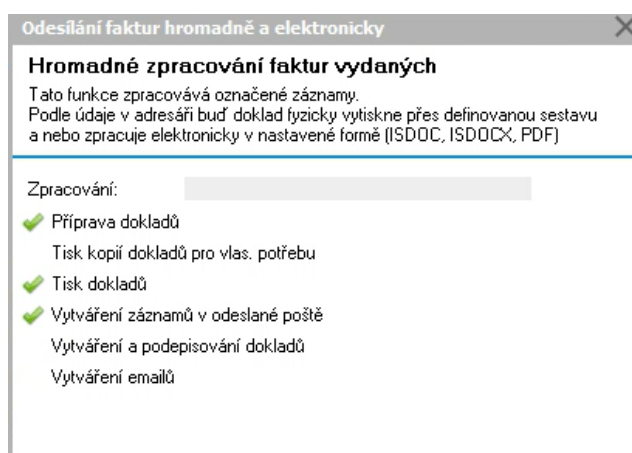 Odesílání faktur hromadně a elektronicky
Hromadné zpracování faktur vydaných
Tato funkce zpracovává označené záznamy.
Podle údaje v adresáři buď doklad fyzicky vytiskne přes definovanou sestavu
a nebo zpracuje elektronicky v nastavené formě (ISDOC, ISDOCX, PDF)
Zpracování:
Příprava dokladů
Tisk kopií dokladů pro vlas. potřebu
Tisk dokladů
Vytváření záznamů v odeslané poště
Vytváření a podepisování dokladů
Vytváření emailů